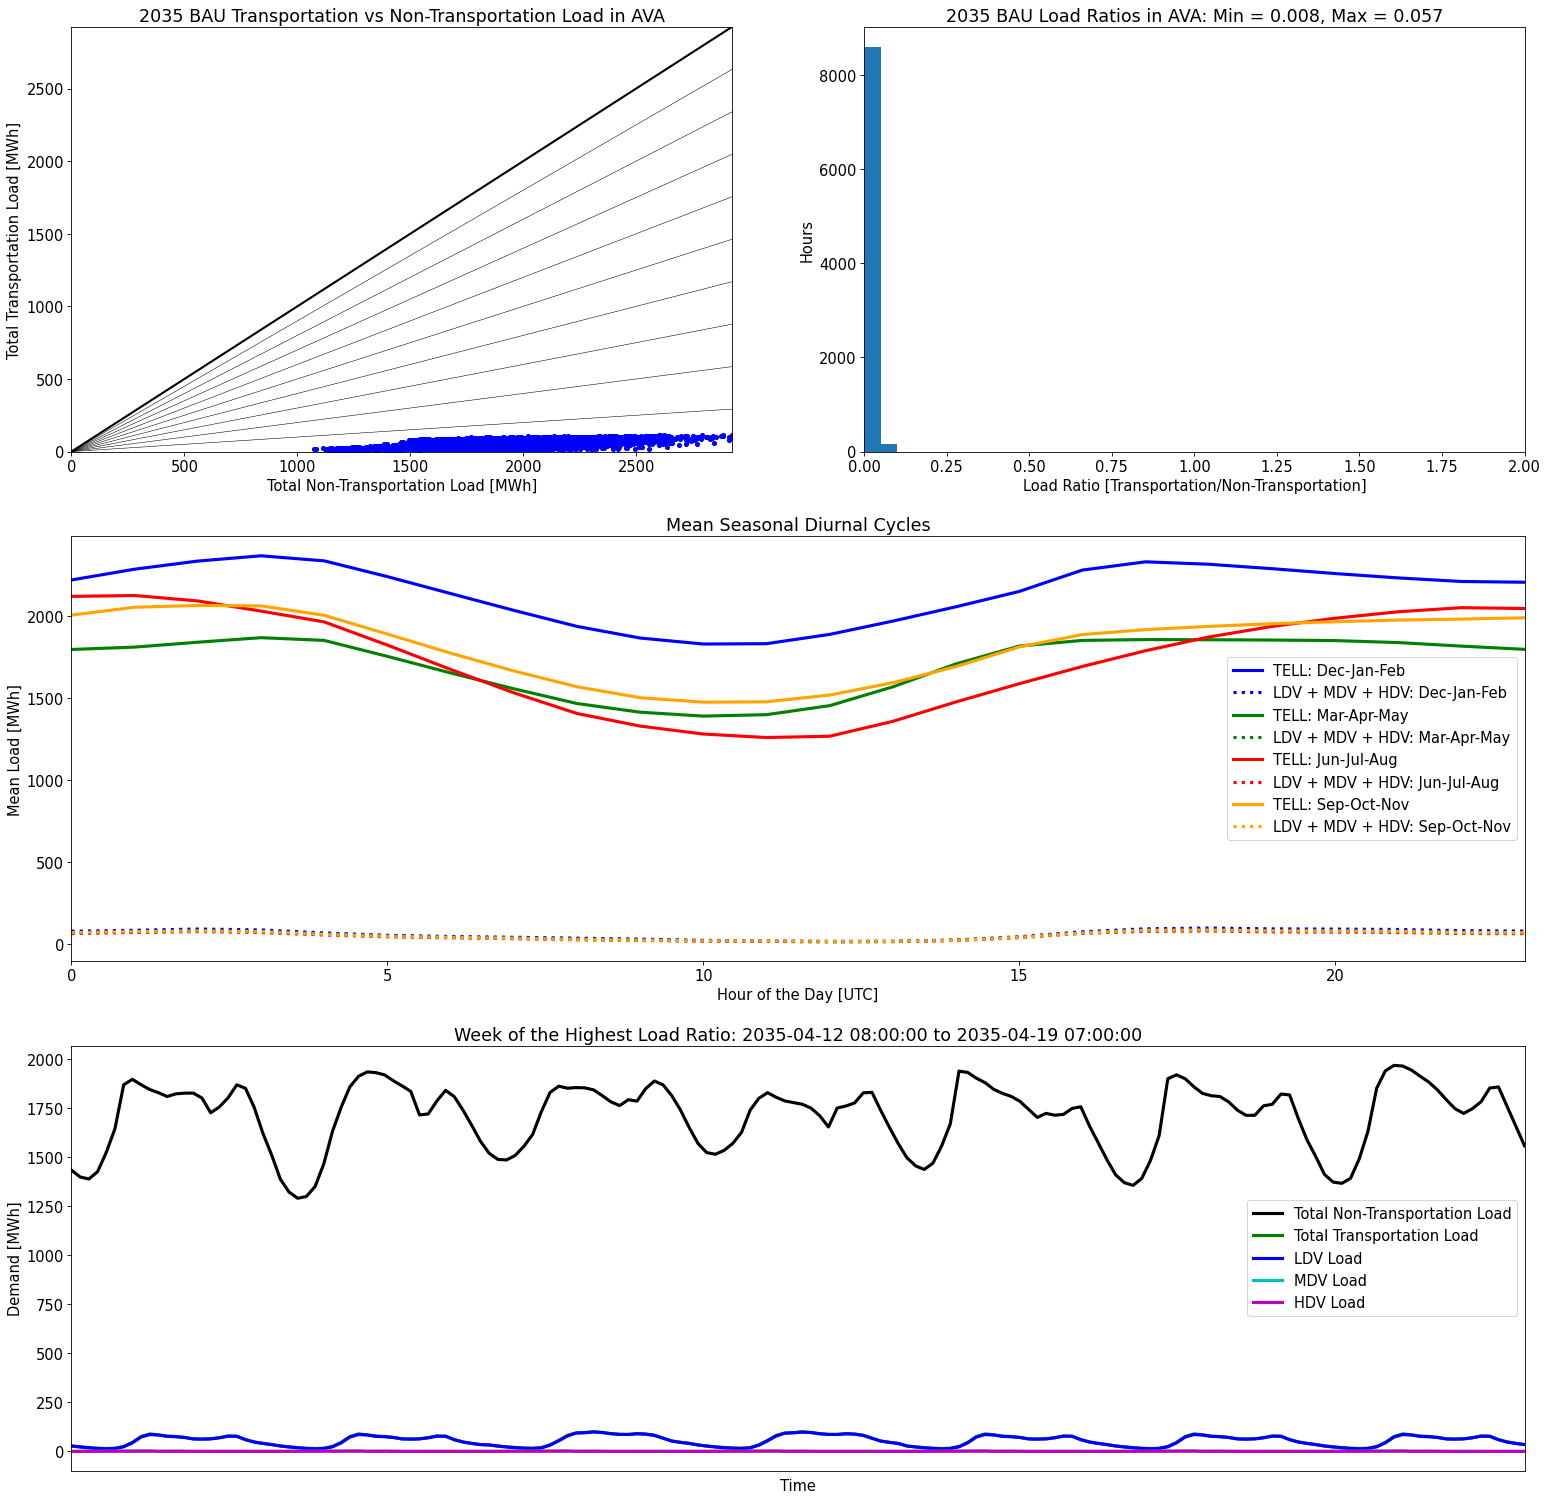 2035 BAU Transportation vs Non-Transportation Load in AVA
Total Transportation Load [MWh]
2500
2000
1500
1000
500
0
0 500 1000 1500 2000 2500
Total Non-Transportation Load [MWh]
2035 BAU Load Ratios in AVA: Min = 0.008, Max = 0.057
Hours
8000
6000
4000
2000
0
0.00 0.25 0.50 0.75 1.00 1.25 1.50 1.75 2.00
Load Ratio [Transportation/Non-Transportation]
Mean Seasonal Diurnal Cycles
Mean Load [MWh]
2000
1500
1000
500
0
TELL: Dec-Jan-Feb
LDV + MDV + HDV: Dec-Jan-Feb
TELL: Mar-Apr-May
LDV + MDV + HDV: Mar-Apr-May
TELL: Jun-Jul-Aug
LDV + MDV + HDV: Jun-Jul-Aug
TELL: Sep-Oct-Nov
LDV + MDV + HDV: Sep-Oct-Nov
0 5 10 15 20
Hour of the Day [UTC]
Week of the Highest Load Ratio: 2035-04-12 08:00:00 to 2035-04-19 07:00:00
Demand [MWh]
2000
1750
1500
1250
1000
750
500
250
0
Total Non-Transportation Load
Total Transportation Load
LDV Load
MDV Load
HDV Load
Time